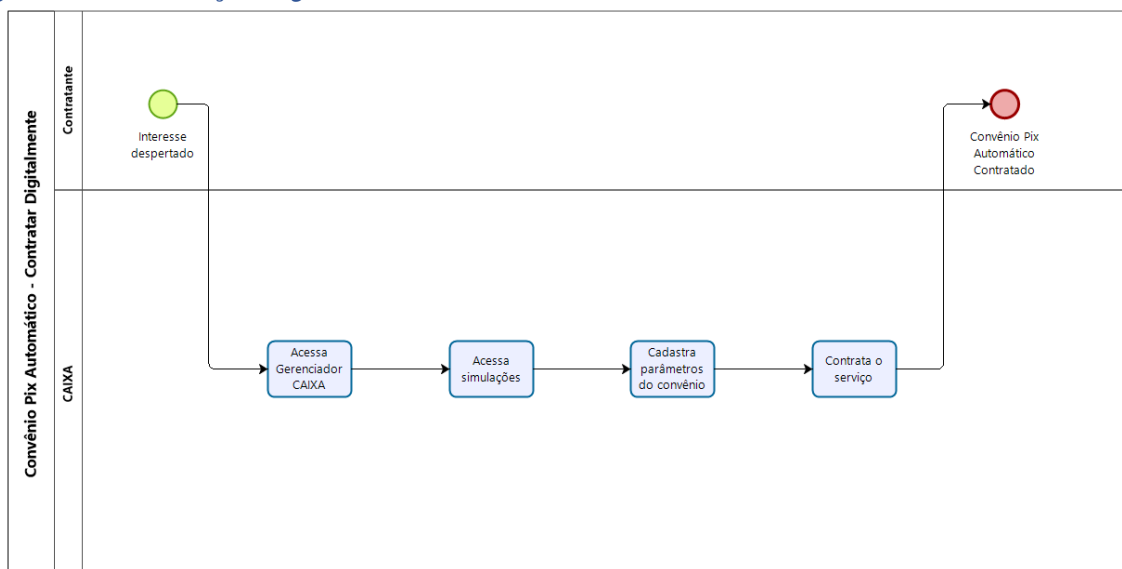 Convênio Pix Automático - Contratar Digitalmente
Contratante
Interesse
despertado
Convênio Pix
Automático
Contratado
CAIXA
Acessa
Gerenciador
CAIXA
Acessa
simulações
Cadastra
parâmetros
do convênio
Contrata o
serviço